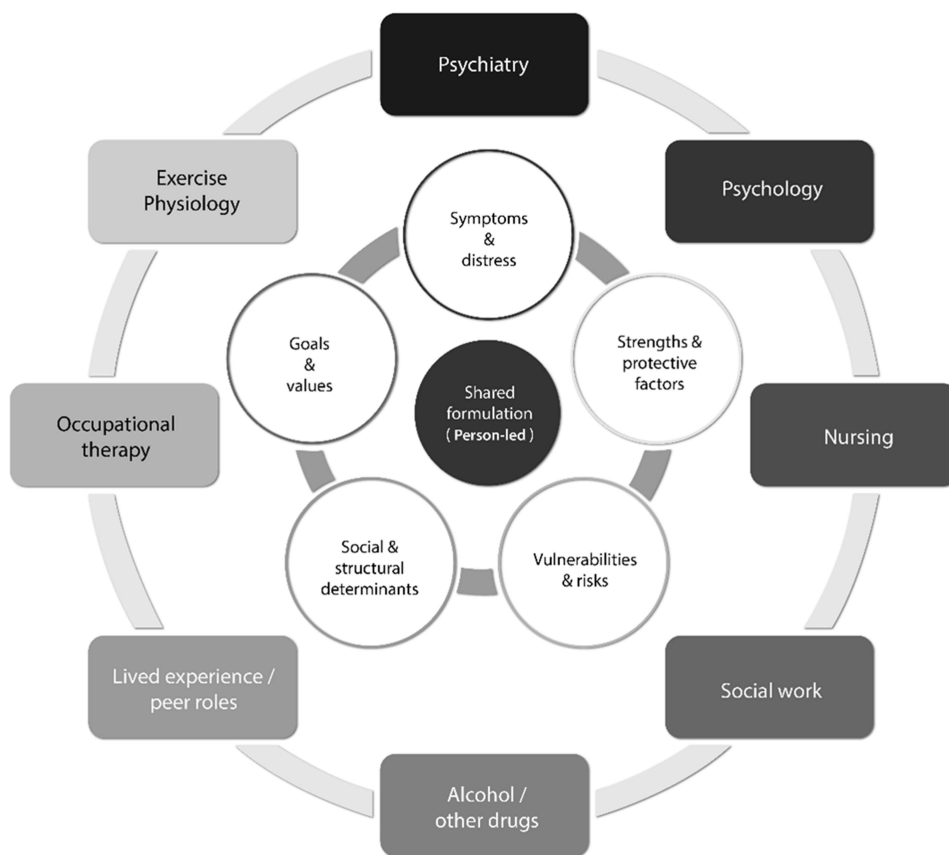 Psychiatry
Exercise
Physiology
Psychology
Symptoms
&
distress
Goals
&
values
Strengths &
protective
factors
Shared
formulation
( Person-led )
Occupational
therapy
Nursing
Social &
structural
determinants
Vulnerabilities
& risks
Lived experience /
peer roles
Social work
Alcohol /
other drugs